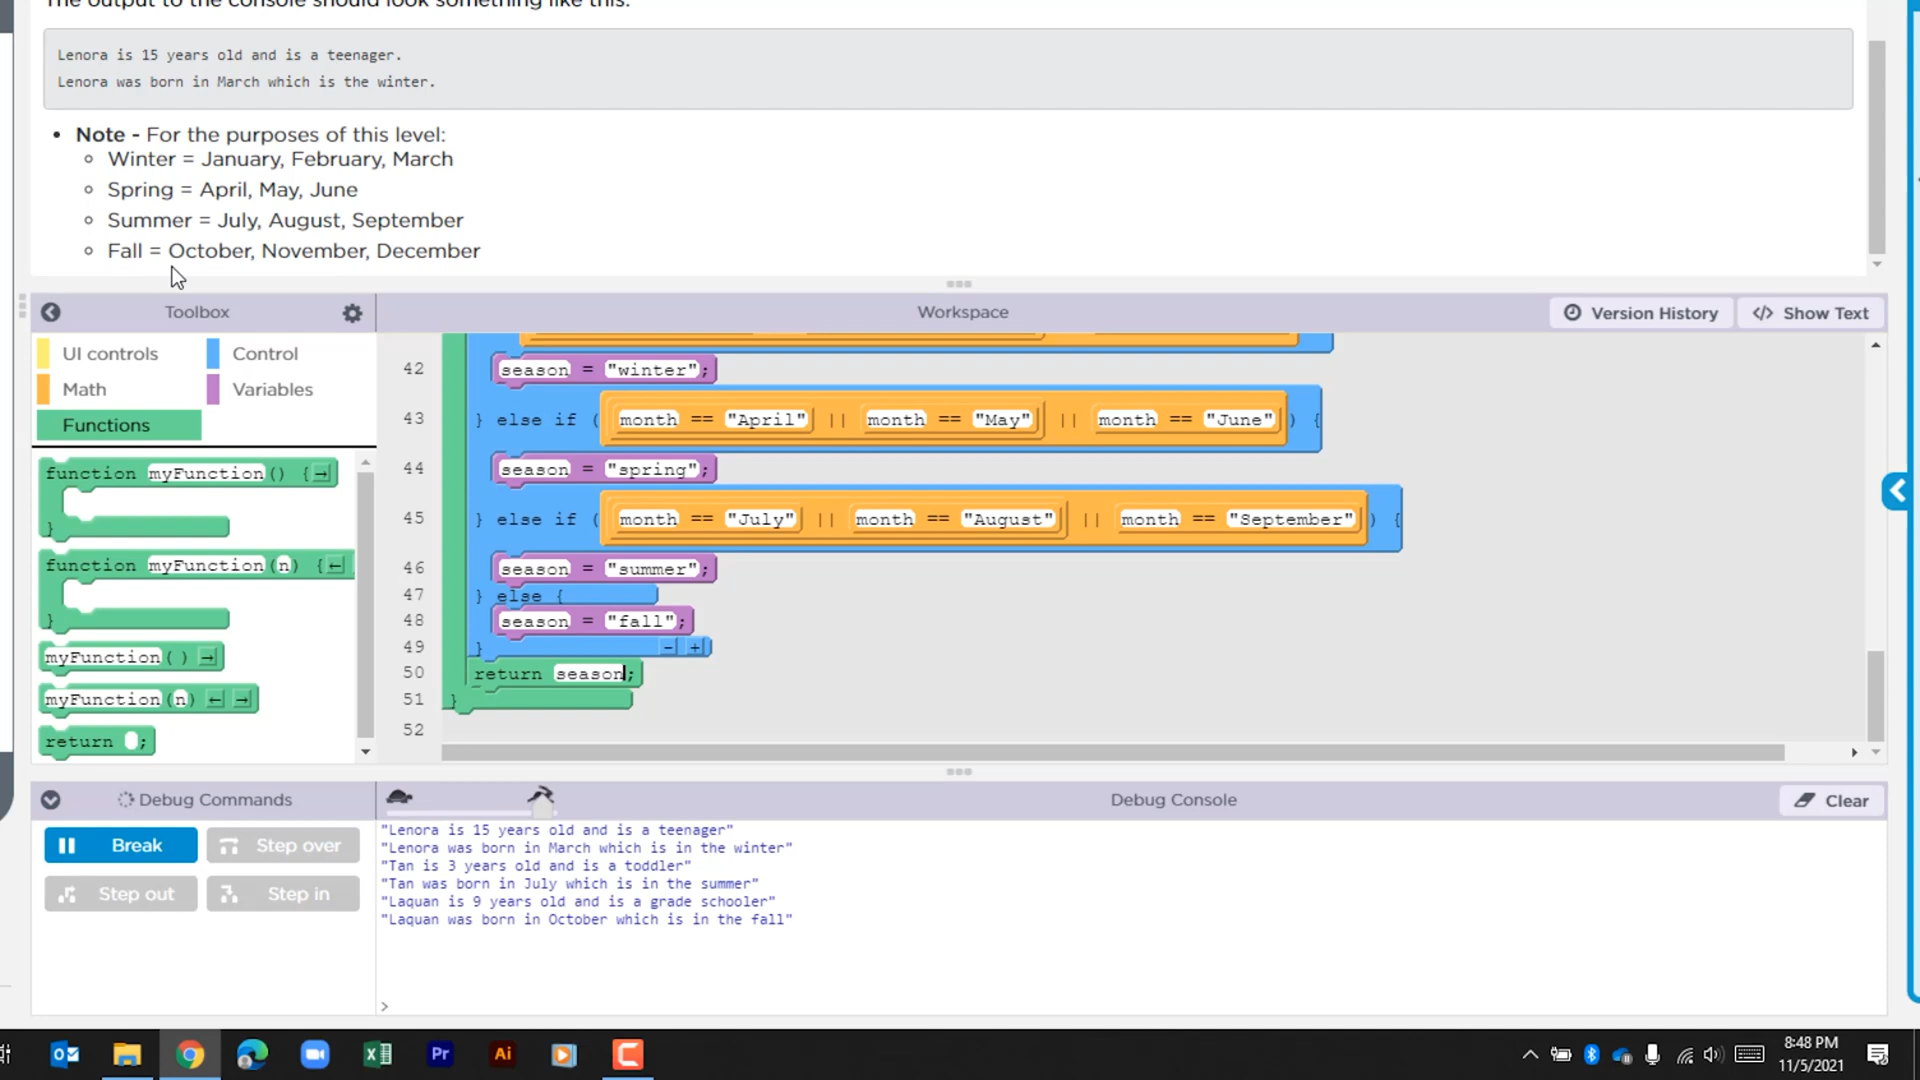 The output to the console should look something like this:
Lenora is 15 years old and is a teenager.
Lenora was born in March which is the winter.
Note - For the purposes of this level:
Winter = January, February, March
Spring = April, May, June
Summer = July, August, September
Fall = October, November, December
Toolbox
Workspace
Version History
</> Show Text
UI controls
Control
Math
Variables
Functions
function myFunction() {
}
function myFunction(n) {
}
myFunction()
myFunction(n)
return ;
42 season = "winter";
43 } else if ( month == "April" || month == "May" || month == "June" ) {
44 season = "spring";
45 } else if ( month == "July" || month == "August" || month == "September" ) {
46 season = "summer";
47 } else {
48 season = "fall";
49 } - +
50 return season;
51 }
52
Debug Commands
Debug Console
Clear
Break
Step over
Step out
Step in
"Lenora is 15 years old and is a teenager"
"Lenora was born in March which is in the winter"
"Tan is 3 years old and is a toddler"
"Tan was born in July which is in the summer"
"Laquan is 9 years old and is a grade schooler"
"Laquan was born in October which is in the fall"
>
Pr
Ai
8:48 PM
11/5/2021